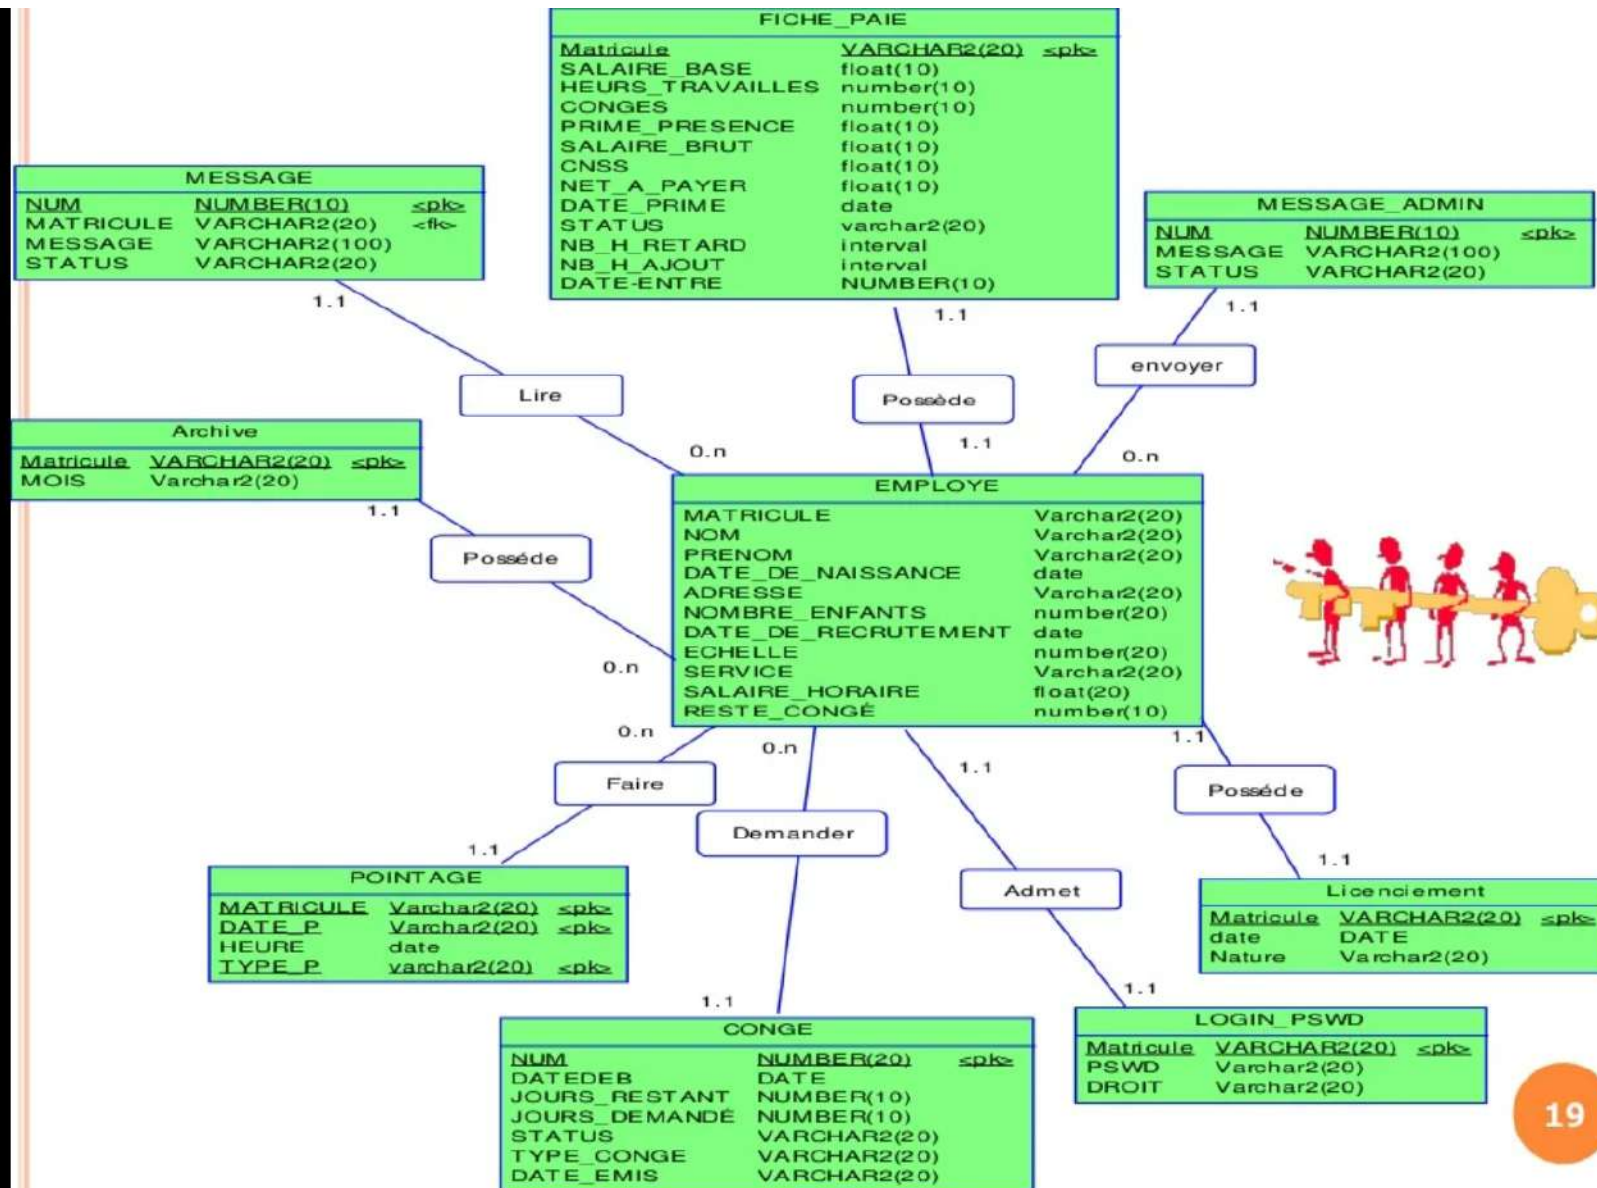 FICHE_PAIE
Matricule VARCHAR2(20) <pk>
SALAIRE_BASE float(10)
HEURS_TRAVAILLES number(10)
CONGES number(10)
PRIME_PRESENCE float(10)
SALAIRE_BRUT float(10)
CNSS float(10)
NET_A_PAYER float(10)
DATE_PRIME date
STATUS varchar2(20)
NB_H_RETARD interval
NB_H_AJOUT interval
DATE-ENTRE NUMBER(10)
MESSAGE
NUM NUMBER(10) <pk>
MATRICULE VARCHAR2(20) <fk>
MESSAGE VARCHAR2(100)
STATUS VARCHAR2(20)
MESSAGE_ADMIN
NUM NUMBER(10) <pk>
MESSAGE VARCHAR2(100)
STATUS VARCHAR2(20)
1.1
1.1
1.1
Lire
Possède
envoyer
0.n
1.1
0.n
Archive
Matricule VARCHAR2(20) <pk>
MOIS Varchar2(20)
1.1
Posséde
0.n
EMPLOYE
MATRICULE Varchar2(20)
NOM Varchar2(20)
PRENOM Varchar2(20)
DATE_DE_NAISSANCE date
ADRESSE Varchar2(20)
NOMBRE_ENFANTS number(20)
DATE_DE_RECRUTEMENT date
ECHELLE number(20)
SERVICE Varchar2(20)
SALAIRE_HORAIRE float(20)
RESTE_CONGÉ number(10)
0.n
0.n
1.1
1.1
Faire
Demander
Admet
Posséde
1.1
1.1
1.1
1.1
POINTAGE
MATRICULE Varchar2(20) <pk>
DATE_P Varchar2(20) <pk>
HEURE date
TYPE_P varchar2(20) <pk>
Licenciement
Matricule VARCHAR2(20) <pk>
date DATE
Nature Varchar2(20)
CONGE
NUM NUMBER(20) <pk>
DATEDEB DATE
JOURS_RESTANT NUMBER(10)
JOURS_DEMANDÉ NUMBER(10)
STATUS VARCHAR2(20)
TYPE_CONGE VARCHAR2(20)
DATE_EMIS VARCHAR2(20)
LOGIN_PSWD
Matricule VARCHAR2(20) <pk>
PSWD Varchar2(20)
DROIT Varchar2(20)
19